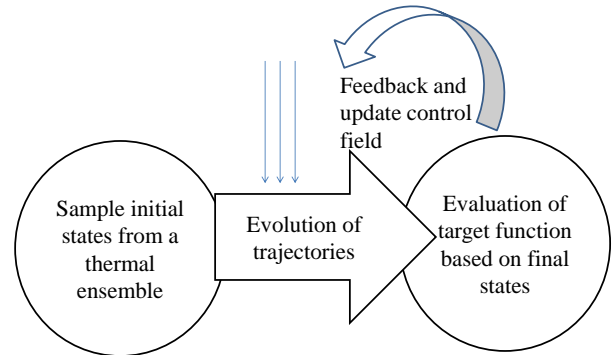 Feedback and
update control
field
Sample initial
states from a
thermal
ensemble
Evolution of
trajectories
Evaluation of
target function
based on final
states